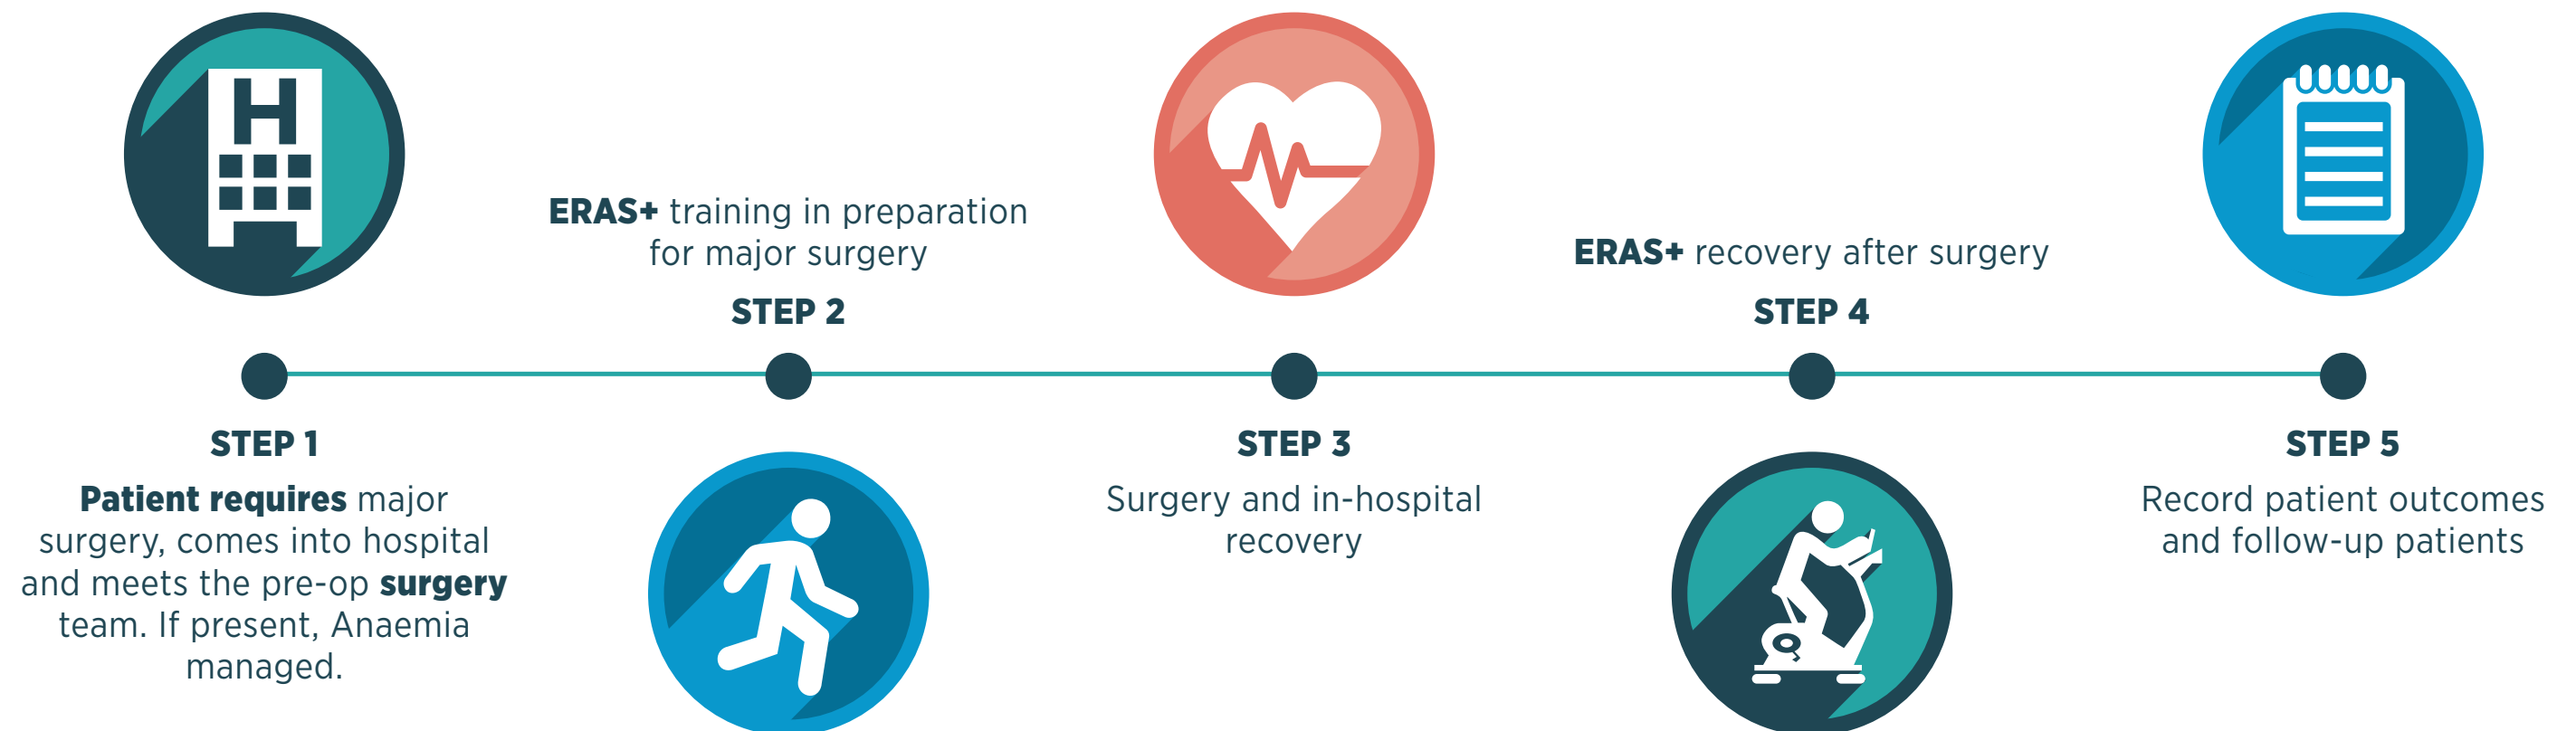 H
STEP 1
Patient requires major
surgery, comes into hospital
and meets the pre-op surgery
team. If present, Anaemia
managed.
ERAS+ training in preparation
for major surgery
STEP 2
STEP 3
Surgery and in-hospital
recovery
ERAS+ recovery after surgery
STEP 4
STEP 5
Record patient outcomes
and follow-up patients